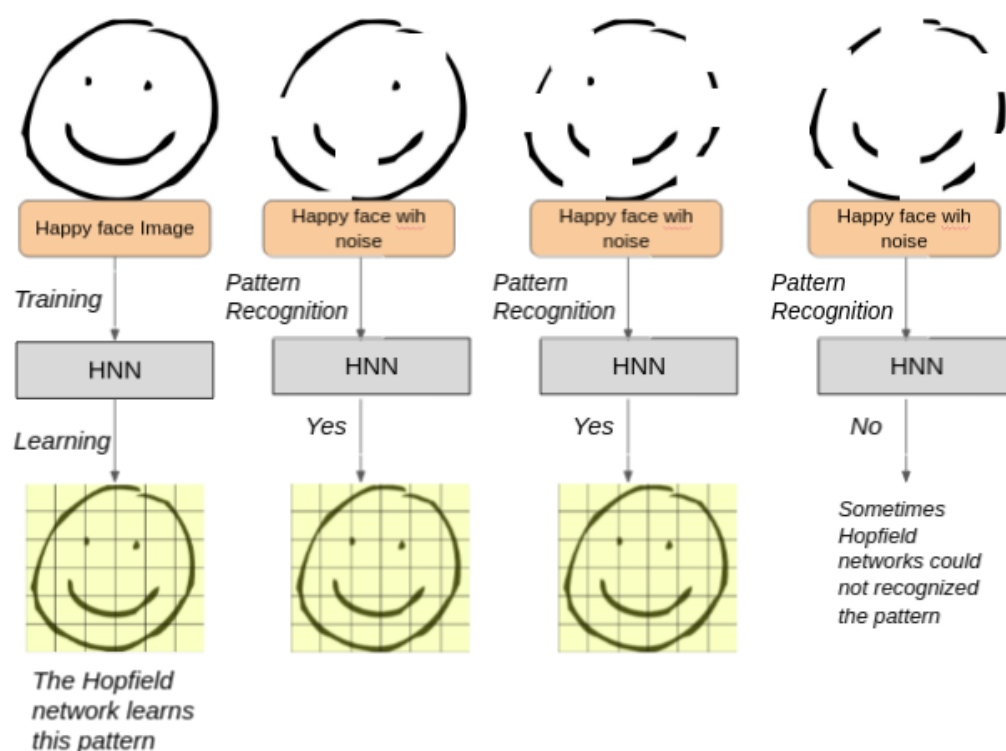 Happy face Image
Happy face wih
noise
Happy face wih
noise
Happy face wih
noise
Training
Pattern
Recognition
Pattern
Recognition
Pattern
Recognition
HNN
HNN
HNN
HNN
Learning
Yes
Yes
No
Sometimes
Hopfield
networks could
not recognized
the pattern
The Hopfield
network learns
this pattern